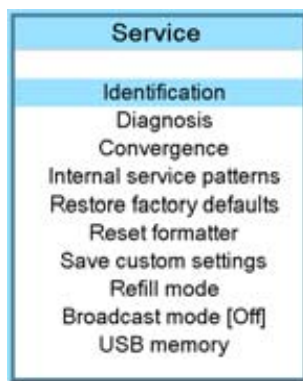 Service
Identification
Diagnosis
Convergence
Internal service patterns
Restore factory defaults
Reset formatter
Save custom settings
Refill mode
Broadcast mode [Off]
USB memory